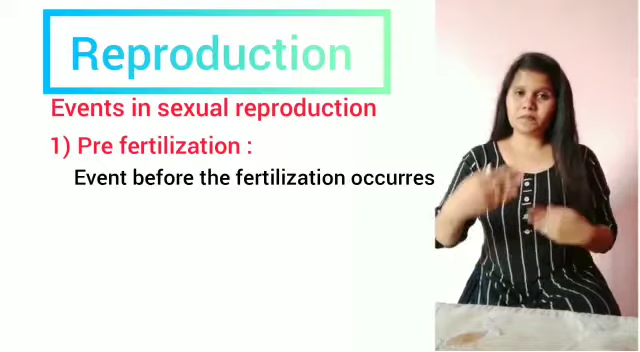 Reproduction
Events in sexual reproduction
1) Pre fertilization :
Event before the fertilization occurres